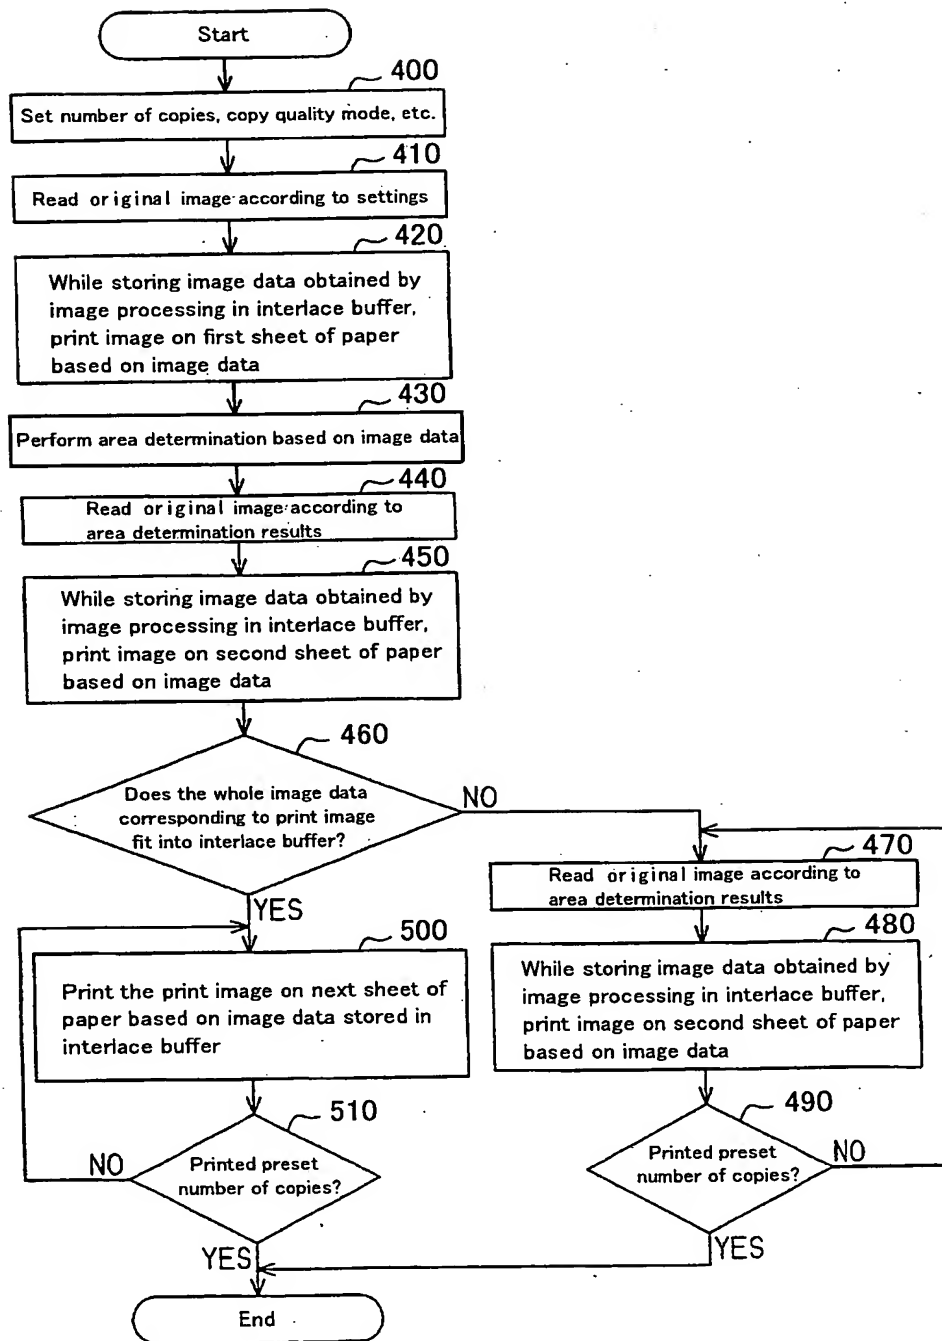 Start
400
Set number of copies, copy quality mode, etc.
410
Read original image according to settings
420
While storing image data obtained by
image processing in interlace buffer,
print image on first sheet of paper
based on image data
430
Perform area determination based on image data
440
Read original image according to
area determination results
450
While storing image data obtained by
image processing in interlace buffer,
print image on second sheet of paper
based on image data
460
Does the whole image data
corresponding to print image
fit into interlace buffer?
NO
YES
470
Read original image according to
area determination results
480
While storing image data obtained by
image processing in interlace buffer,
print image on second sheet of paper
based on image data
490
Printed preset
number of copies?
NO
YES
500
Print the print image on next sheet of
paper based on image data stored in
interlace buffer
510
Printed preset
number of copies?
NO
YES
End